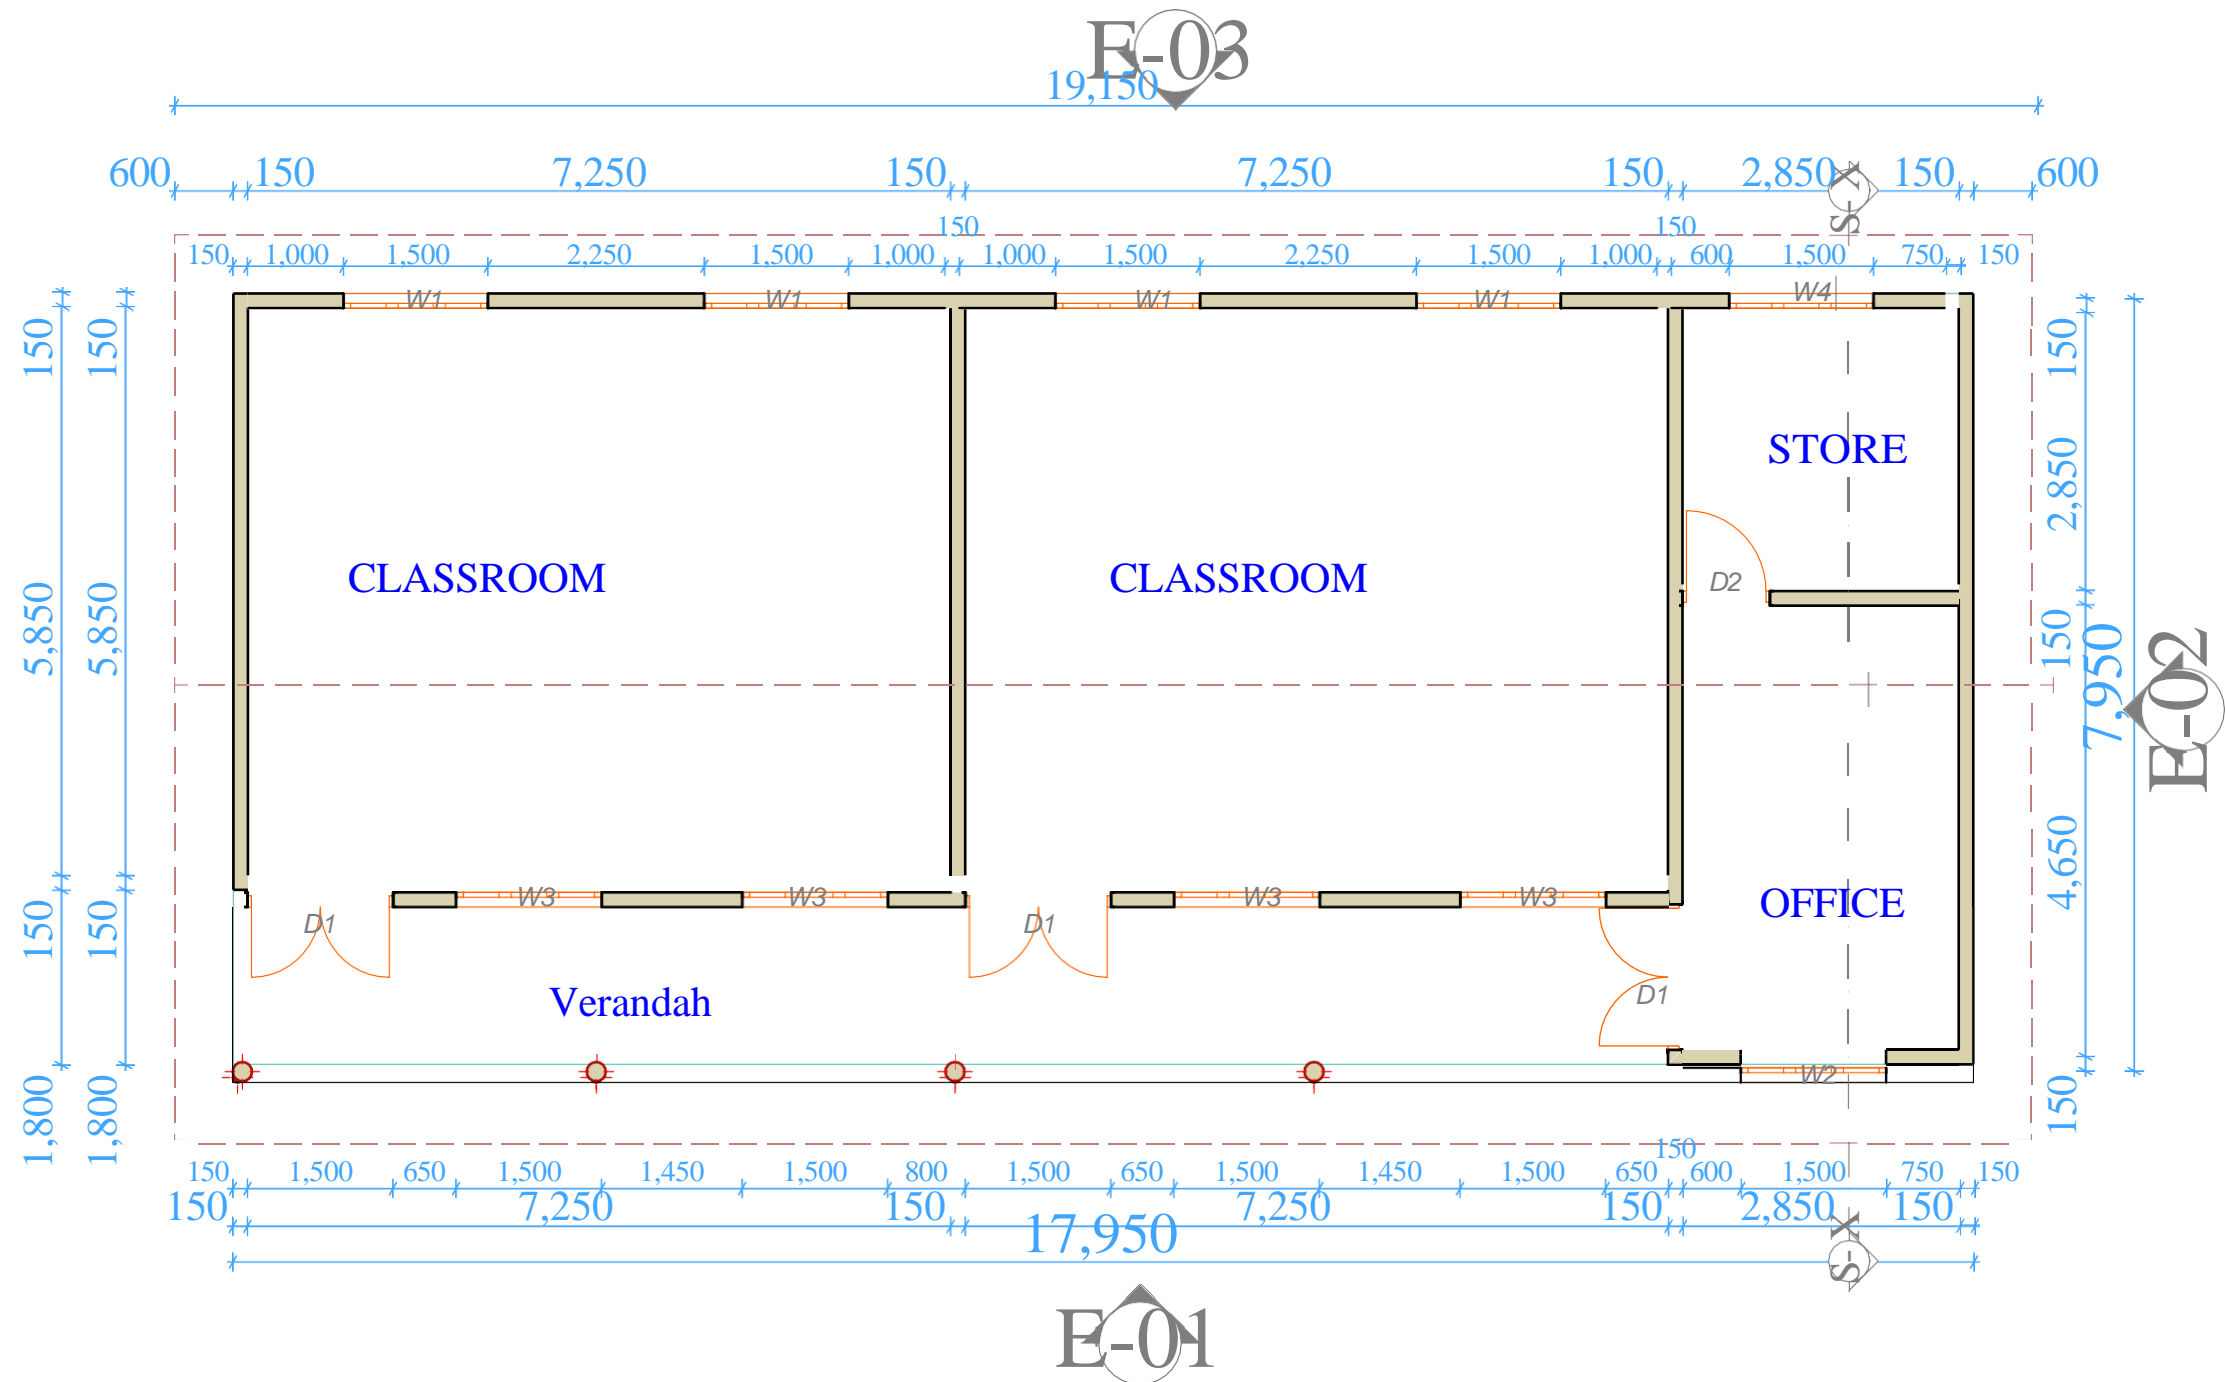 E-03
19,150
600 150 7,250 150 7,250 150 2,850 150 600
S-X
150 150
150 1,000 1,500 2,250 1,500 1,000 1,000 1,500 2,250 1,500 1,000 600 1,500 750 150
W1 W1 W1 W1 W4
150 150 150
STORE
2,850
CLASSROOM CLASSROOM D2
5,850 5,850 150
7,950
E-02
4,650
W3 W3 W3 W3
OFFICE
D1 D1
150 150
D1
Verandah
W2
1,800 1,800 150
150
150 1,500 650 1,500 1,450 1,500 800 1,500 650 1,500 1,450 1,500 650 600 1,500 750 150
150 7,250 150 7,250 150 2,850 150
17,950
S-X
E-01